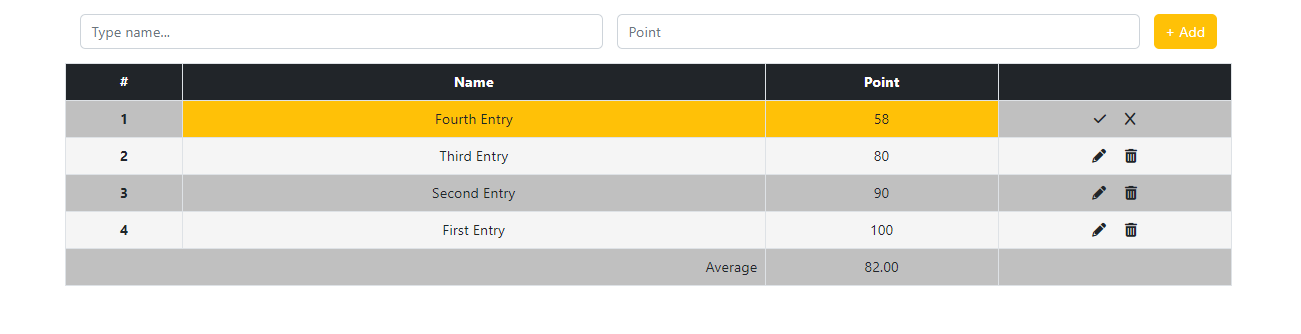 Type name... Point + Add
# Name Point
1 Fourth Entry 58
2 Third Entry 80
3 Second Entry 90
4 First Entry 100
Average 82.00